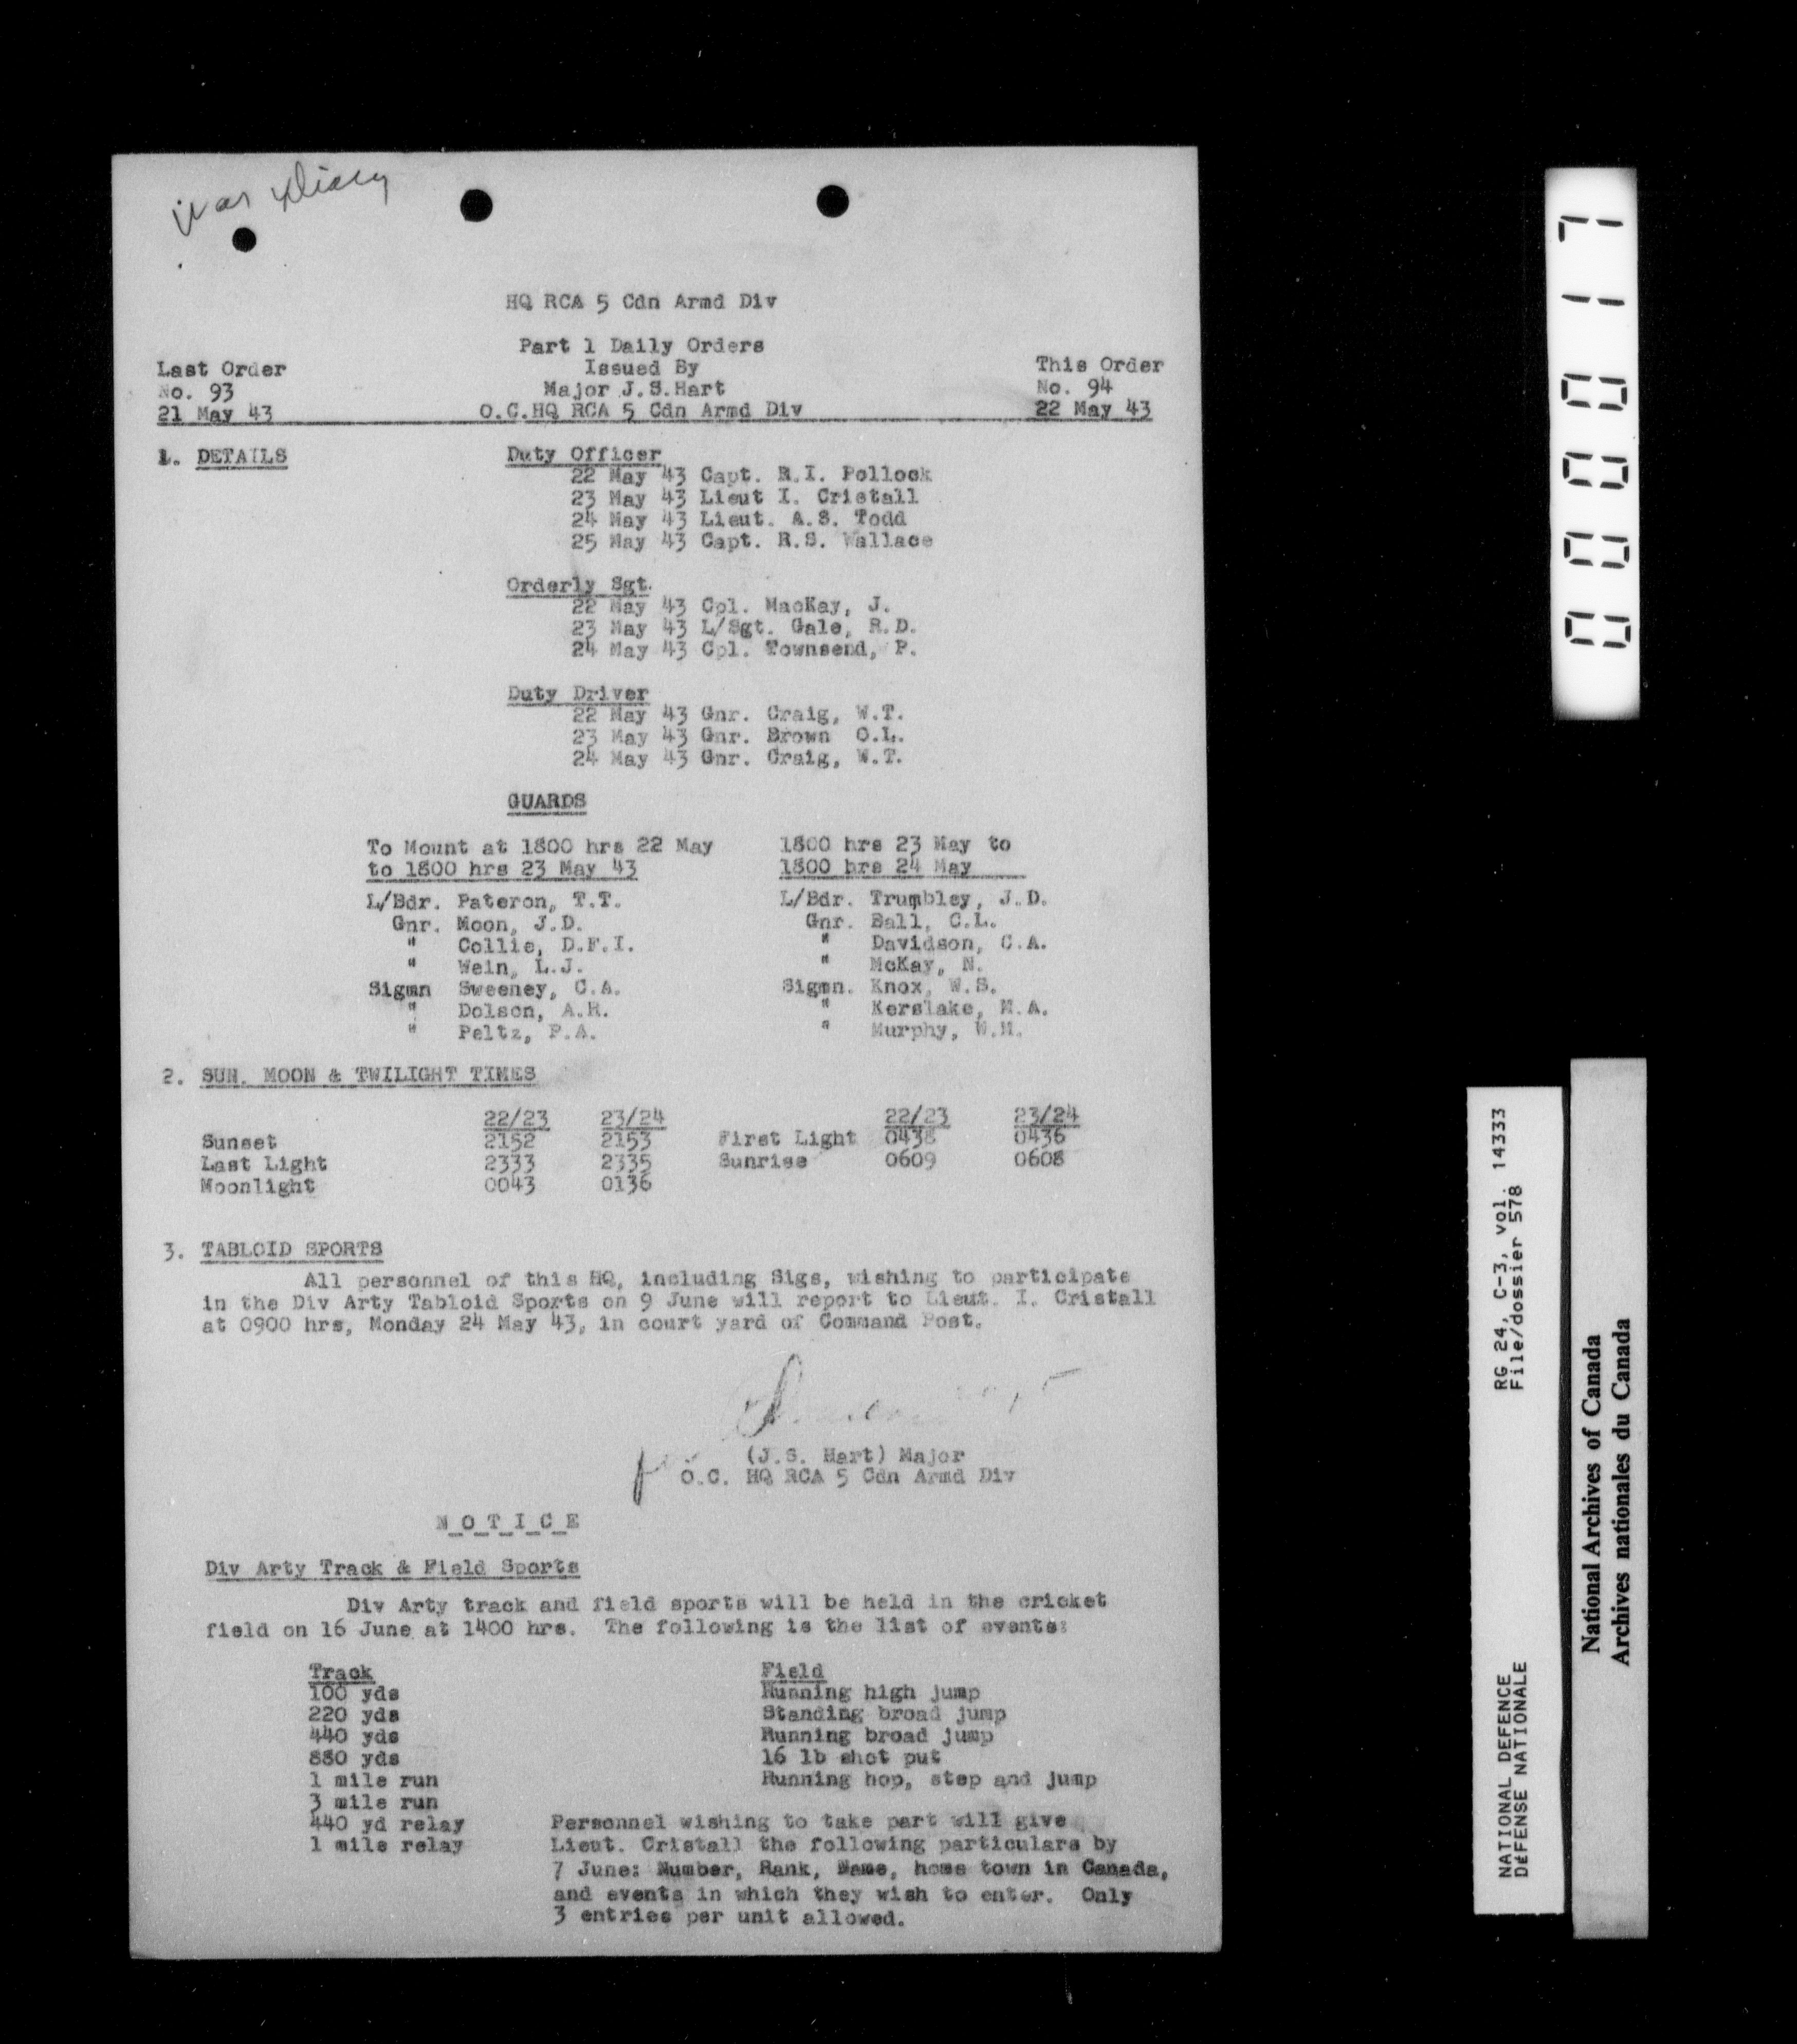 War Diary
HQ RCA 5 Cdn Armd Div
Part 1 Daily Orders
Last Order Issued By This Order
No. 93 Major J.S.Hart No. 94
21 May 43 O.C.HQ RCA 5 Cdn Armd Div 22 May 43
1. DETAILS Duty Officer
22 May 43 Capt. R.I. Pollock
23 May 43 Lieut I. Cristall
24 May 43 Lieut. A.S. Todd
25 May 43 Capt. R.S. Wallace
Orderly Sgt.
22 May 43 Cpl. MacKay, J.
23 May 43 L/Sgt. Gale, R.D.
24 May 43 Cpl. Townsend, P.
Duty Driver
22 May 43 Gnr. Craig, W.T.
23 May 43 Gnr. Brown O.L.
24 May 43 Gnr. Craig, W.T.
GUARDS
To Mount at 1800 hrs 22 May 1800 hrs 23 May to
to 1800 hrs 23 May 43 1800 hrs 24 May
L/Bdr. Pateron, T.T. L/Bdr. Trumbley, J.D.
Gnr. Moon, J.D. Gnr. Ball, C.L.
" Collie, D.F.I. " Davidson, C.A.
" Wein, L.J. " McKay, N.
Sigmn Sweeney, C.A. Sigmn. Knox, W.S.
" Dolson, A.R. " Kerslake, M.A.
" Peltz, P.A. " Murphy, W.M.
2. SUN. MOON & TWILIGHT TIMES
22/23 23/24 22/23 23/24
Sunset 2152 2153 First Light 0438 0436
Last Light 2333 2335 Sunrise 0609 0608
Moonlight 0043 0136
3. TABLOID SPORTS
All personnel of this HQ, including Sigs, wishing to participate
in the Div Arty Tabloid Sports on 9 June will report to Lieut. I. Cristall
at 0900 hrs, Monday 24 May 43, in court yard of Command Post.
(J.S. Hart) Major
O.C. HQ RCA 5 Cdn Armd Div
N_O_T_I_C_E
Div Arty Track & Field Sports
Div Arty track and field sports will be held in the cricket
field on 16 June at 1400 hrs. The following is the list of events:
Track Field
100 yds Running high jump
220 yds Standing broad jump
440 yds Running broad jump
880 yds 16 lb shot put
1 mile run Running hop, step and jump
3 mile run
440 yd relay Personnel wishing to take part will give
1 mile relay Lieut. Cristall the following particulars by
7 June: Number, Rank, Name, home town in Canada,
and events in which they wish to enter. Only
3 entries per unit allowed.
000017
RG 24, C-3, vol. 14333
File/dossier 578
NATIONAL DEFENCE
DÉFENSE NATIONALE
National Archives of Canada
Archives nationales du Canada